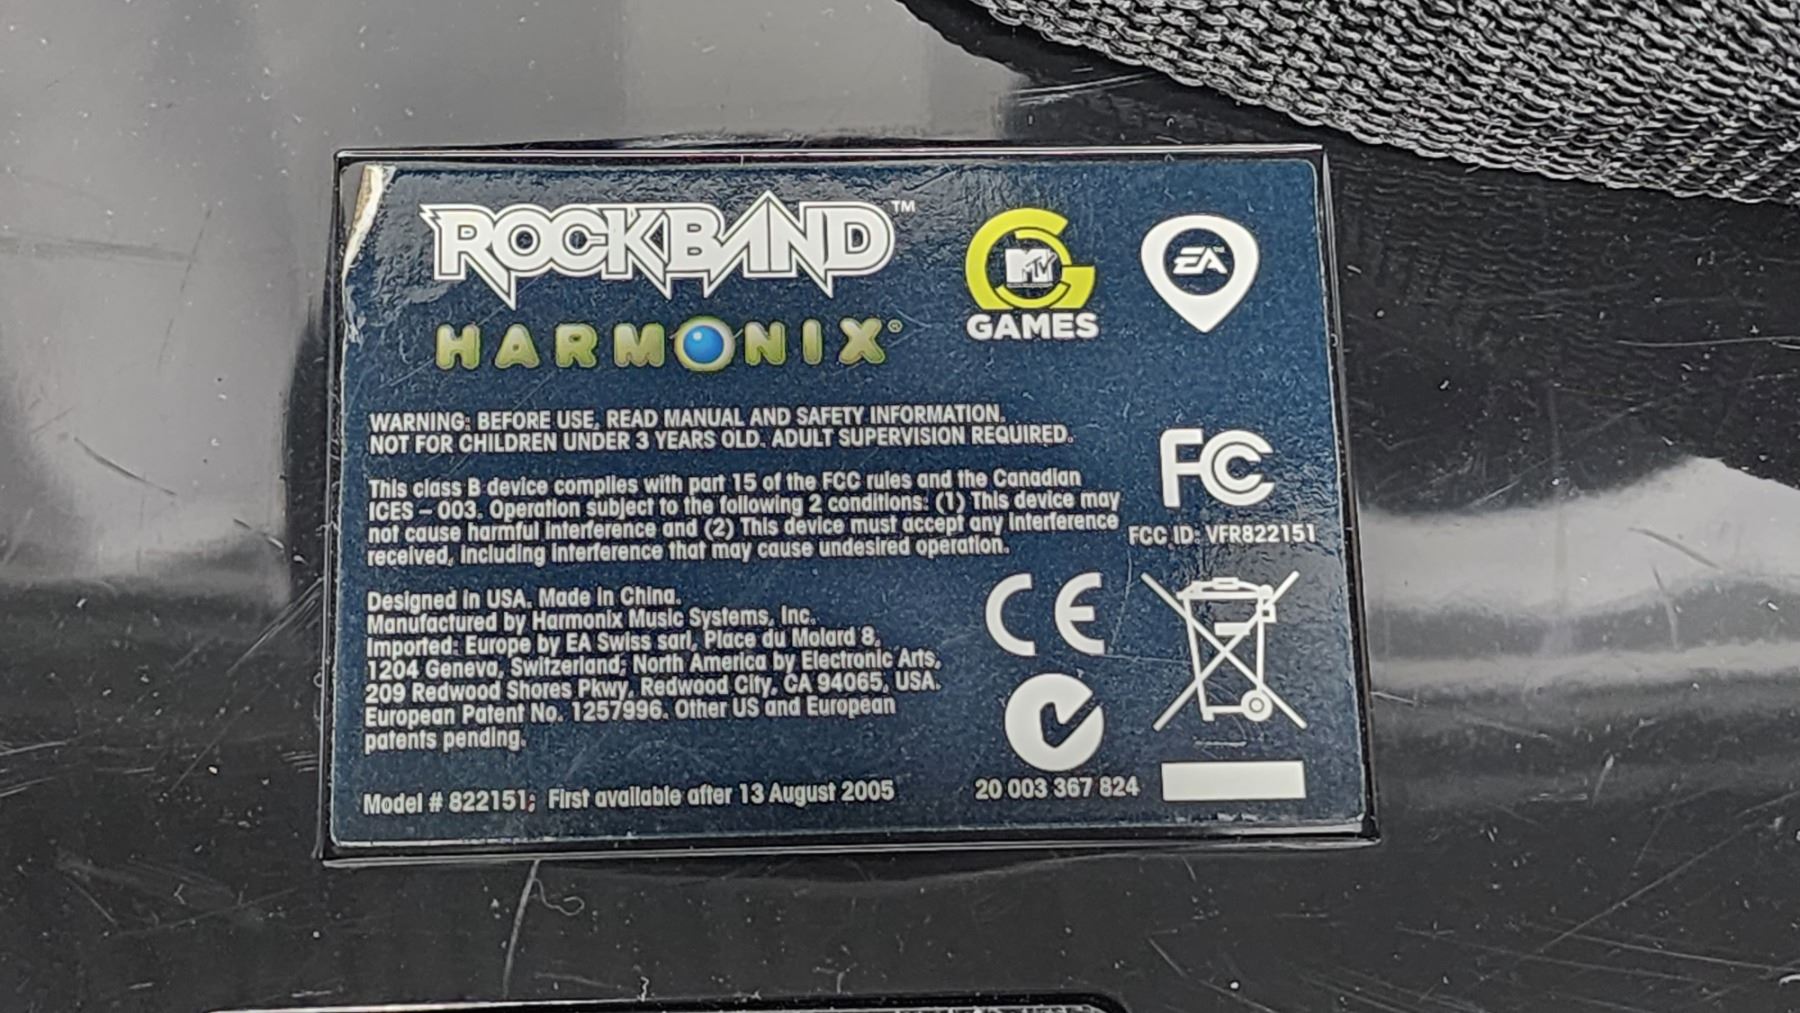 ROCKBAND™
HARMONIX®
MTV
GAMES
EA
WARNING: BEFORE USE, READ MANUAL AND SAFETY INFORMATION.
NOT FOR CHILDREN UNDER 3 YEARS OLD. ADULT SUPERVISION REQUIRED.
This class B device complies with part 15 of the FCC rules and the Canadian
ICES – 003. Operation subject to the following 2 conditions: (1) This device may
not cause harmful interference and (2) This device must accept any interference
received, including interference that may cause undesired operation.
FC
FCC ID: VFR822151
Designed in USA. Made in China.
Manufactured by Harmonix Music Systems, Inc.
Imported: Europe by EA Swiss sarl, Place du Molard 8,
1204 Geneva, Switzerland; North America by Electronic Arts,
209 Redwood Shores Pkwy, Redwood City, CA 94065, USA.
European Patent No. 1257996. Other US and European
patents pending.
CE
Model # 822151; First available after 13 August 2005
20 003 367 824